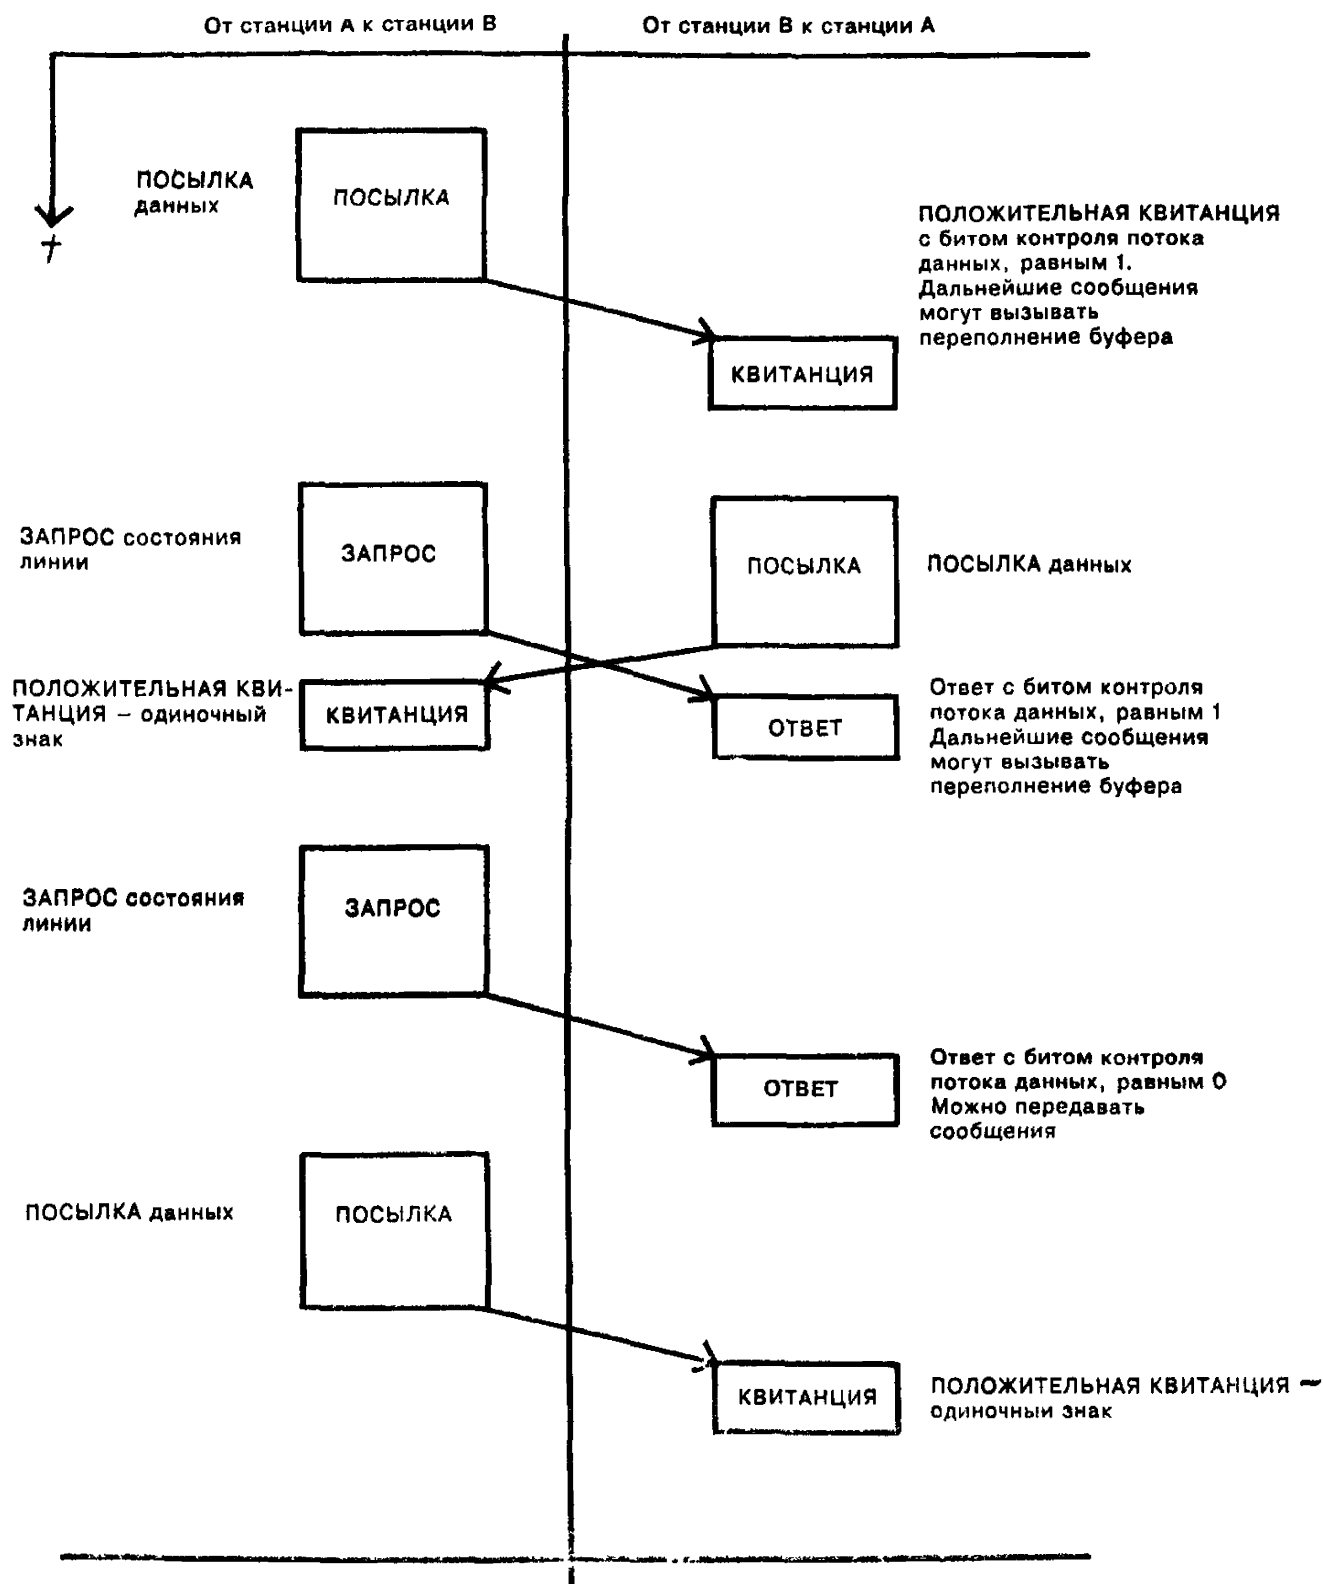 От станции А к станции В
От станции В к станции А
t
ПОСЫЛКА
данных
ПОСЫЛКА
ПОЛОЖИТЕЛЬНАЯ КВИТАНЦИЯ
с битом контроля потока
данных, равным 1.
Дальнейшие сообщения
могут вызывать
переполнение буфера
КВИТАНЦИЯ
ЗАПРОС состояния
линии
ЗАПРОС
ПОСЫЛКА
ПОСЫЛКА данных
ПОЛОЖИТЕЛЬНАЯ КВИ-
ТАНЦИЯ – одиночный
знак
КВИТАНЦИЯ
ОТВЕТ
Ответ с битом контроля
потока данных, равным 1
Дальнейшие сообщения
могут вызывать
переполнение буфера
ЗАПРОС состояния
линии
ЗАПРОС
ОТВЕТ
Ответ с битом контроля
потока данных, равным 0
Можно передавать
сообщения
ПОСЫЛКА данных
ПОСЫЛКА
КВИТАНЦИЯ
ПОЛОЖИТЕЛЬНАЯ КВИТАНЦИЯ –
одиночный знак